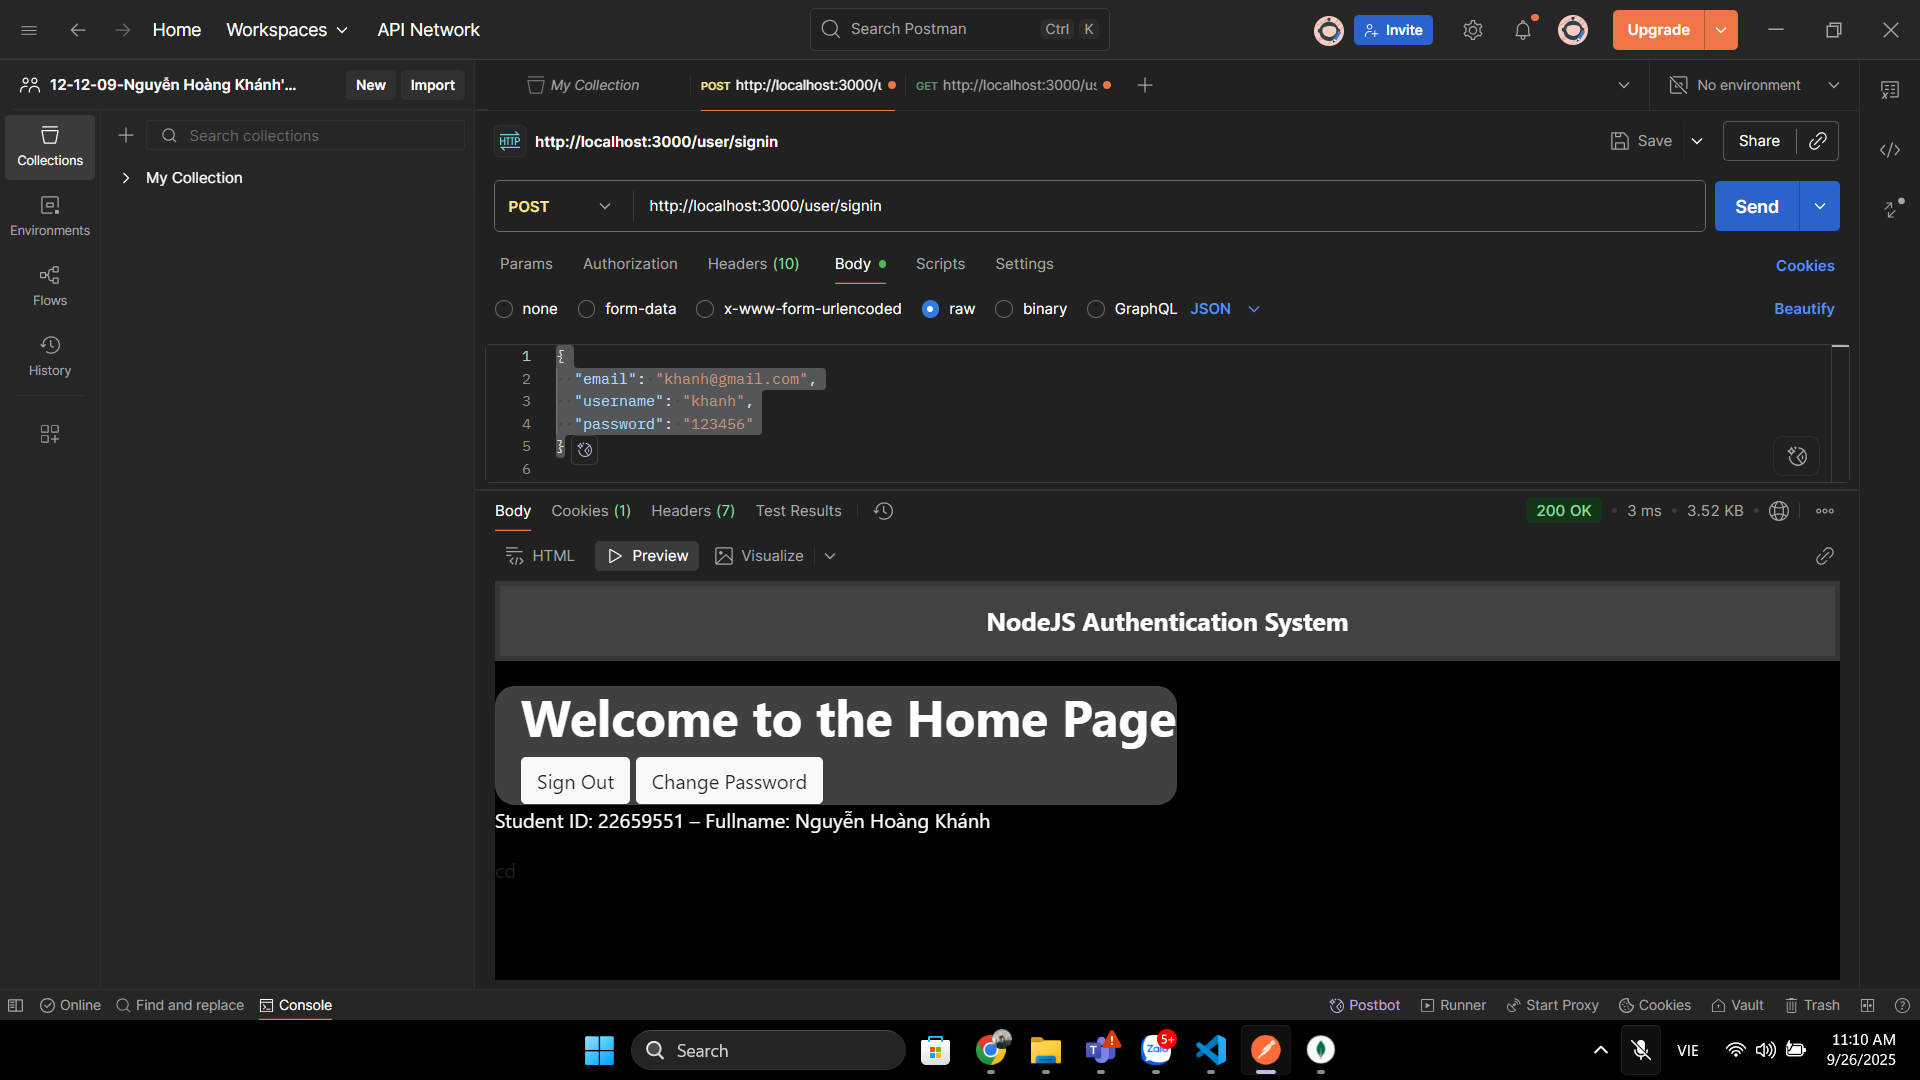 Home
Workspaces
API Network
Search Postman
Ctrl K
Invite
Upgrade
12-12-09-Nguyễn Hoàng Khánh'...
New
Import
My Collection
POST http://localhost:3000/u
GET http://localhost:3000/us
No environment
Collections
Environments
Flows
History
Search collections
My Collection
HTTP
http://localhost:3000/user/signin
Save
Share
POST
http://localhost:3000/user/signin
Send
Params
Authorization
Headers (10)
Body
Scripts
Settings
Cookies
none
form-data
x-www-form-urlencoded
raw
binary
GraphQL
JSON
Beautify
1 {
2 "email": "khanh@gmail.com",
3 "username": "khanh",
4 "password": "123456"
5 }
6
Body
Cookies (1)
Headers (7)
Test Results
200 OK
3 ms
3.52 KB
HTML
Preview
Visualize
NodeJS Authentication System
Welcome to the Home Page
Sign Out
Change Password
Student ID: 22659551 – Fullname: Nguyễn Hoàng Khánh
cd
Online
Find and replace
Console
Postbot
Runner
Start Proxy
Cookies
Vault
Trash
Search
Zalo
5+
VIE
11:10 AM
9/26/2025